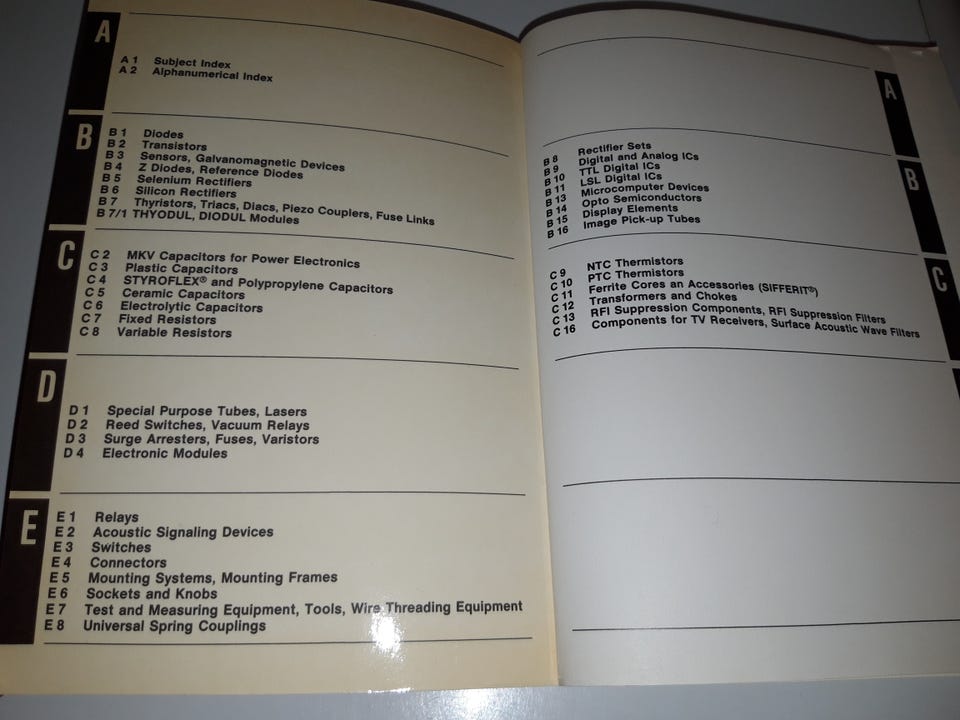 A
A 1 Subject Index
A 2 Alphanumerical Index
B
B 1 Diodes
B 2 Transistors
B 3 Sensors, Galvanomagnetic Devices
B 4 Z Diodes, Reference Diodes
B 5 Selenium Rectifiers
B 6 Silicon Rectifiers
B 7 Thyristors, Triacs, Diacs, Piezo Couplers, Fuse Links
B 7/1 THYODUL, DIODUL Modules
C
C 2 MKV Capacitors for Power Electronics
C 3 Plastic Capacitors
C 4 STYROFLEX® and Polypropylene Capacitors
C 5 Ceramic Capacitors
C 6 Electrolytic Capacitors
C 7 Fixed Resistors
C 8 Variable Resistors
D
D 1 Special Purpose Tubes, Lasers
D 2 Reed Switches, Vacuum Relays
D 3 Surge Arresters, Fuses, Varistors
D 4 Electronic Modules
E
E 1 Relays
E 2 Acoustic Signaling Devices
E 3 Switches
E 4 Connectors
E 5 Mounting Systems, Mounting Frames
E 6 Sockets and Knobs
E 7 Test and Measuring Equipment, Tools, Wire Threading Equipment
E 8 Universal Spring Couplings
A
B 8 Rectifier Sets
B 9 Digital and Analog ICs
B 10 TTL Digital ICs
B 11 LSL Digital ICs
B 13 Microcomputer Devices
B 14 Opto Semiconductors
B 15 Display Elements
B 16 Image Pick-up Tubes
B
C 9 NTC Thermistors
C 10 PTC Thermistors
C 11 Ferrite Cores an Accessories (SIFFERIT®)
C 12 Transformers and Chokes
C 13 RFI Suppression Components, RFI Suppression Filters
C 16 Components for TV Receivers, Surface Acoustic Wave Filters
C